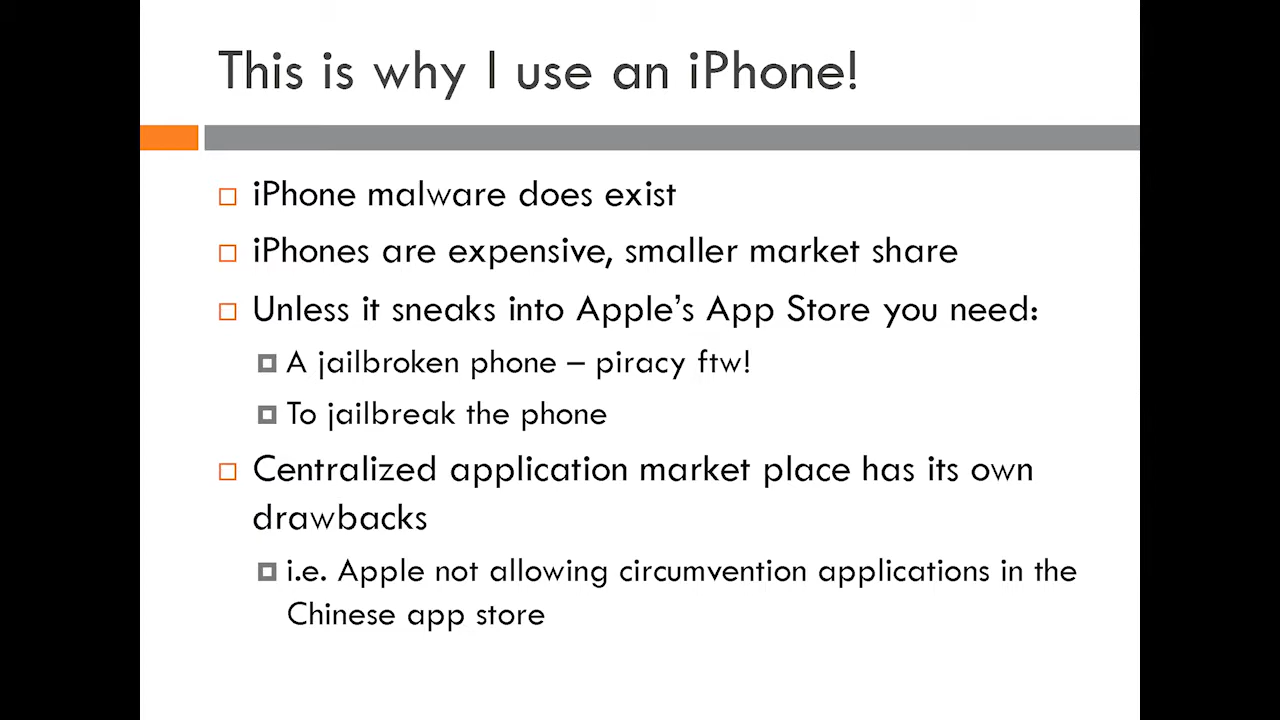 This is why I use an iPhone!
iPhone malware does exist
iPhones are expensive, smaller market share
Unless it sneaks into Apple’s App Store you need:
A jailbroken phone – piracy ftw!
To jailbreak the phone
Centralized application market place has its own
drawbacks
i.e. Apple not allowing circumvention applications in the
Chinese app store